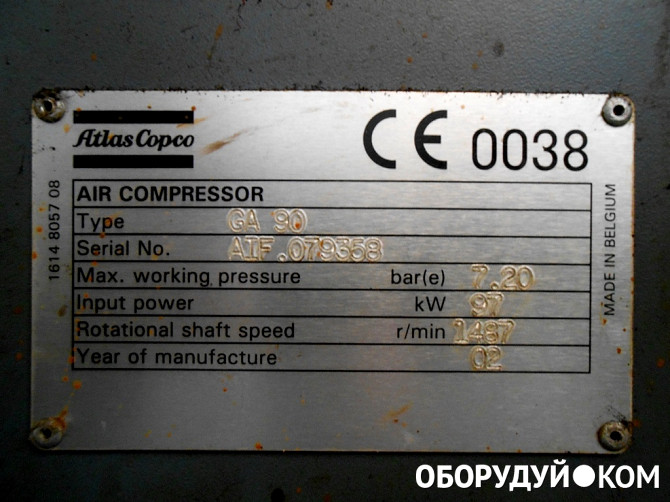 Atlas Copco
CE 0038
AIR COMPRESSOR
Type GA 90
Serial No. AIF.079358
Max. working pressure bar(e) 7.20
Input power kW 97
Rotational shaft speed r/min 1487
Year of manufacture 02
1614 8057 08
MADE IN BELGIUM
ОБОРУДУЙ●КОМ